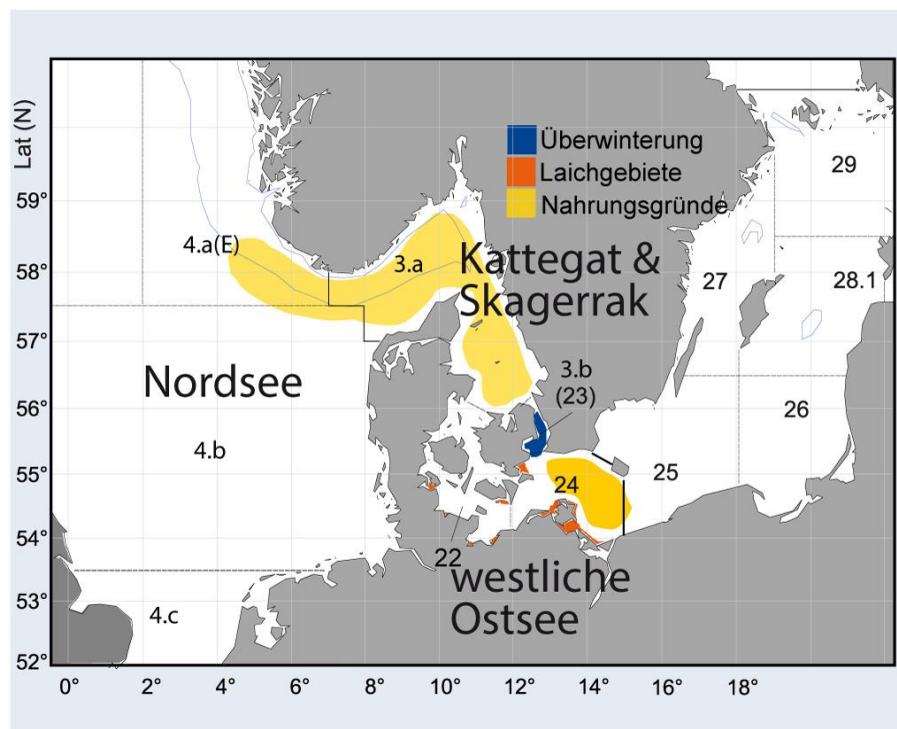 Lat (N)
59°
58°
57°
56°
55°
54°
53°
52°
0°
2°
4°
6°
8°
10°
12°
14°
16°
18°
Überwinterung
Laichgebiete
Nahrungsgründe
4.a(E)
3.a
Kattegat &
Skagerrak
29
27
28.1
Nordsee
3.b
(23)
26
4.b
24
25
22
westliche
Ostsee
4.c